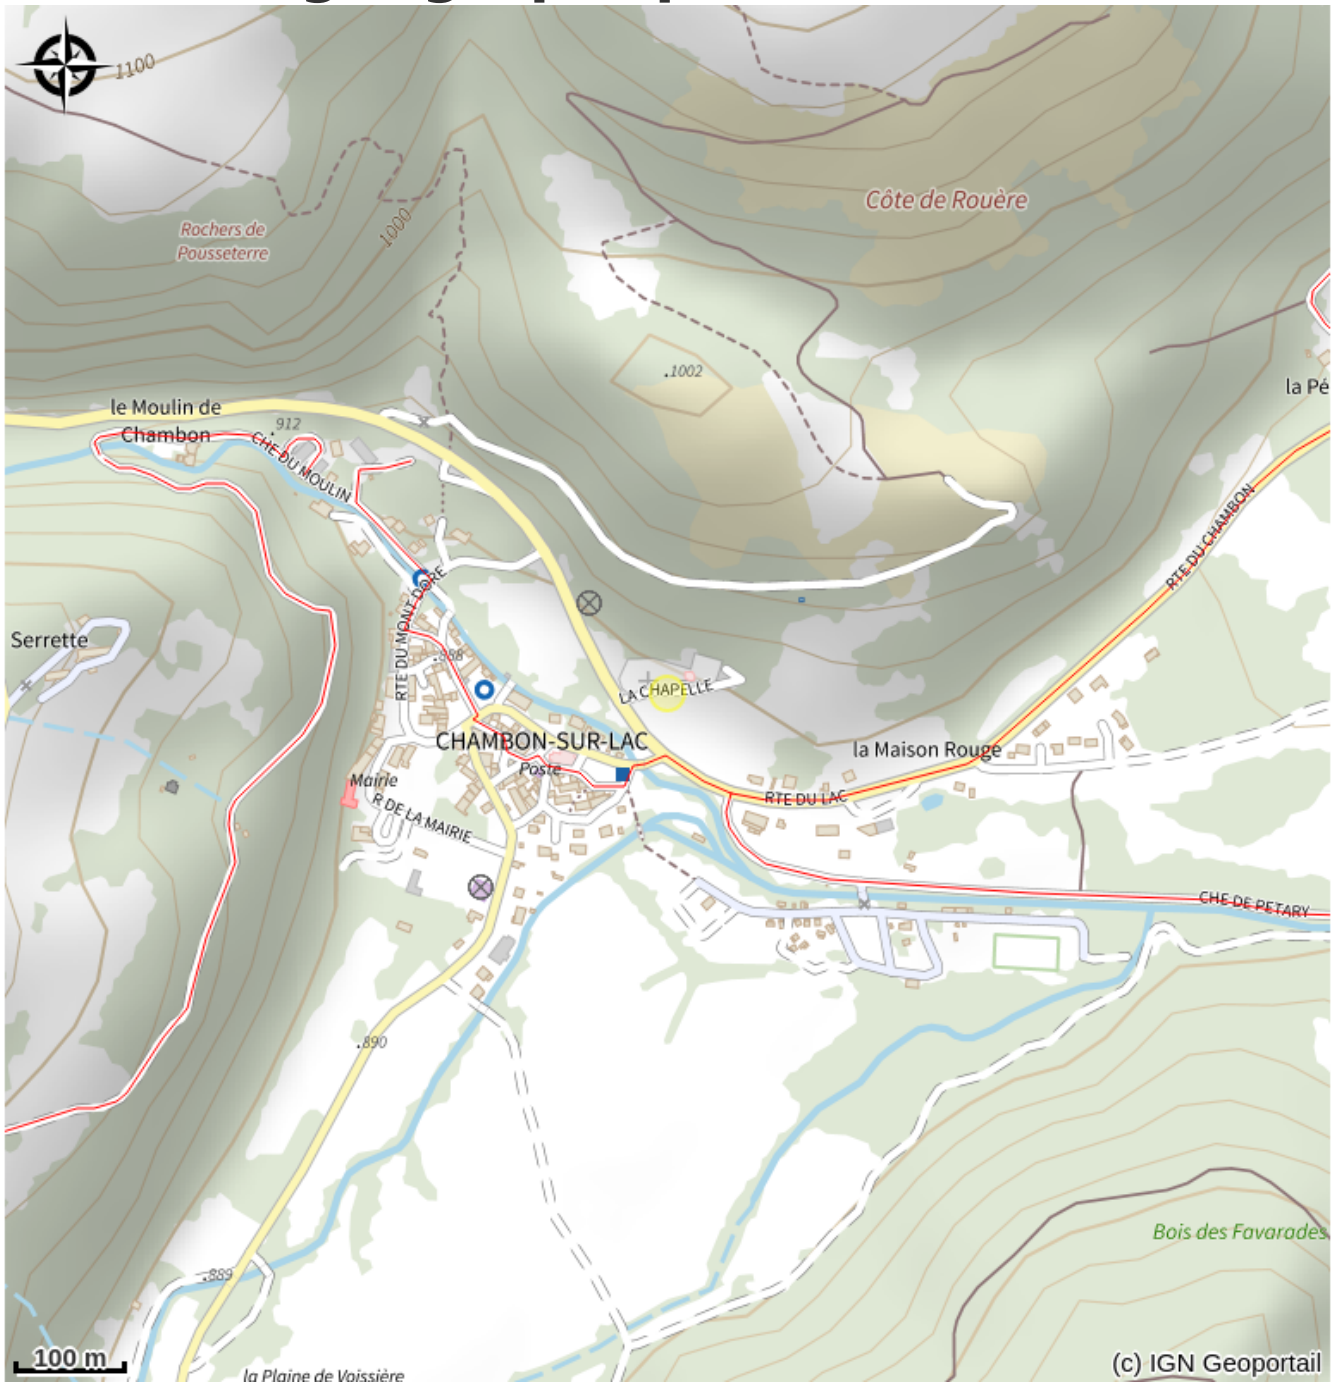 1100
Côte de Rouère
Rochers de
Pousseterre
1000
.1002
la Pé
le Moulin de
Chambon
912
CHE DU MOULIN
RTE DU CHAMBON
RTE DU MONT DORE
Serrette
.888
LA CHAPELLE
CHAMBON-SUR-LAC
la Maison Rouge
Poste
Mairie
RTE DU LAC
R DE LA MAIRIE
CHE DE PETARY
.890
Bois des Favarades
.889
100 m
(c) IGN Geoportail
la Plaine de Voissière